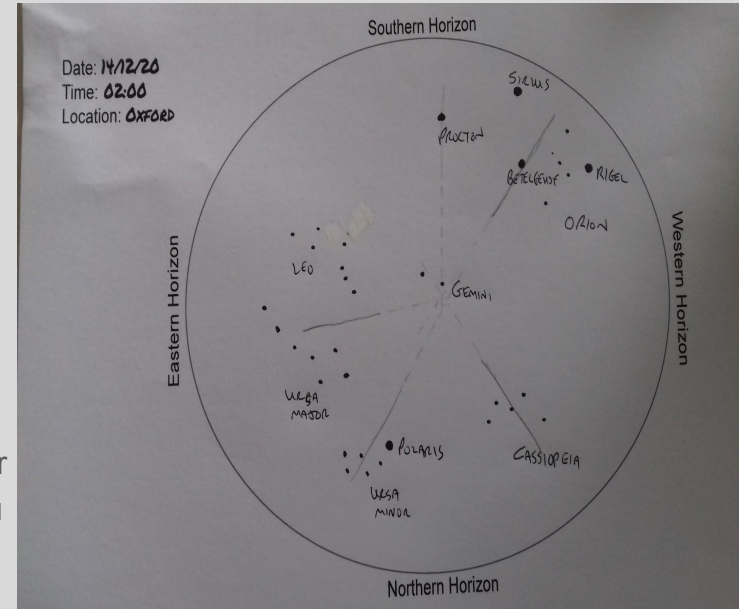 Southern Horizon
Date: 14/12/20
Time: 02:00
Location: OXFORD
SIRIUS
PROCYON
BETELGEUSE
RIGEL
ORION
LEO
GEMINI
Eastern Horizon
Western Horizon
URSA
MAJOR
POLARIS
CASSIOPEIA
URSA
MINOR
Northern Horizon